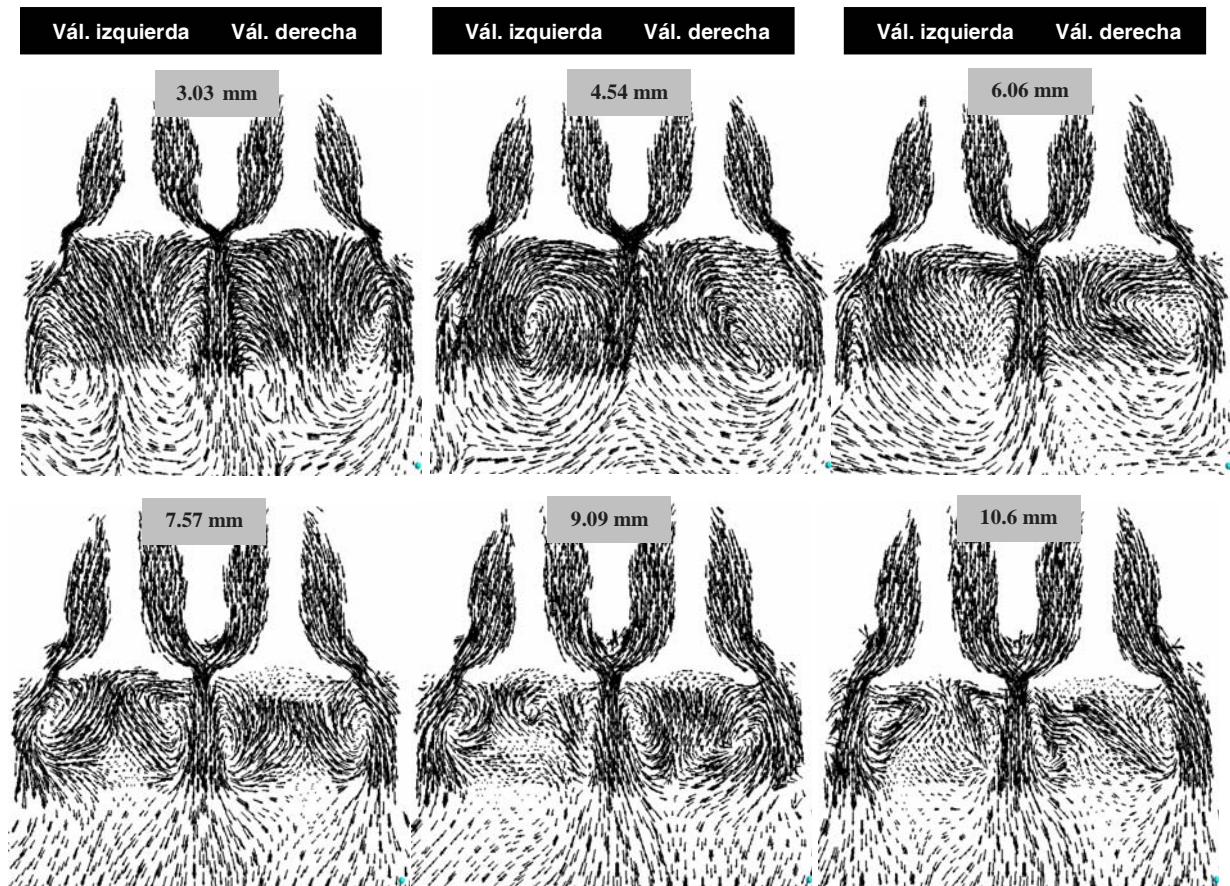 Vál. izquierda Vál. derecha
Vál. izquierda Vál. derecha
Vál. izquierda Vál. derecha
3.03 mm
4.54 mm
6.06 mm
7.57 mm
9.09 mm
10.6 mm